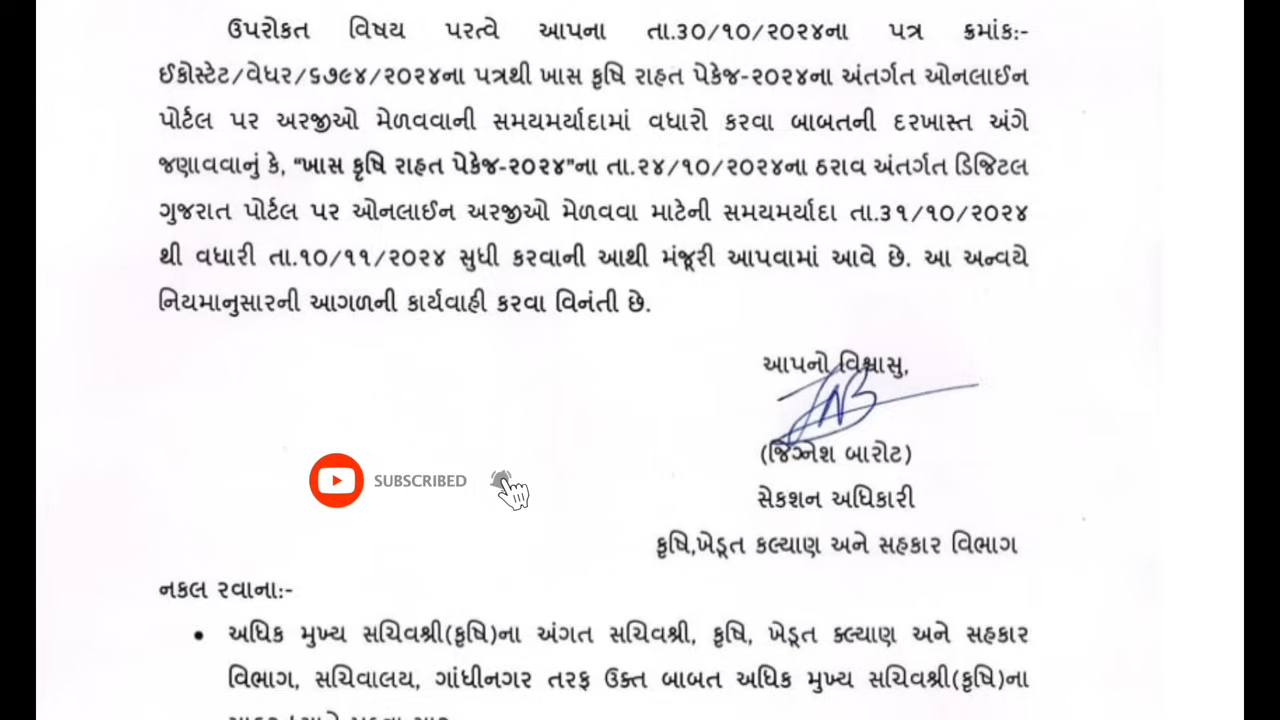 ઉપરોકત વિષય પરત્વે આપના તા.૩૦/૧૦/૨૦૨૪ના પત્ર ક્રમાંક:-
ઈકોસ્ટેટ/વેધર/૬૭૯૪/૨૦૨૪ના પત્રથી ખાસ કૃષિ રાહત પેકેજ-૨૦૨૪ના અંતર્ગત ઓનલાઈન
પોર્ટલ પર અરજીઓ મેળવવાની સમયમર્યાદામાં વધારો કરવા બાબતની દરખાસ્ત અંગે
જણાવવાનું કે, "ખાસ કૃષિ રાહત પેકેજ-૨૦૨૪"ના તા.૨૪/૧૦/૨૦૨૪ના ઠરાવ અંતર્ગત ડિજિટલ
ગુજરાત પોર્ટલ પર ઓનલાઈન અરજીઓ મેળવવા માટેની સમયમર્યાદા તા.૩૧/૧૦/૨૦૨૪
થી વધારી તા.૧૦/૧૧/૨૦૨૪ સુધી કરવાની આથી મંજૂરી આપવામાં આવે છે. આ અન્વયે
નિયમાનુસારની આગળની કાર્યવાહી કરવા વિનંતી છે.
આપનો વિશ્વાસુ,
(જિગ્નેશ બારોટ)
SUBSCRIBED
સેકશન અધિકારી
કૃષિ,ખેડૂત કલ્યાણ અને સહકાર વિભાગ
નકલ રવાના:-
• અધિક મુખ્ય સચિવશ્રી(કૃષિ)ના અંગત સચિવશ્રી, કૃષિ, ખેડૂત ક્લ્યાણ અને સહકાર
વિભાગ, સચિવાલય, ગાંધીનગર તરફ ઉક્ત બાબત અધિક મુખ્ય સચિવશ્રી(કૃષિ)ના